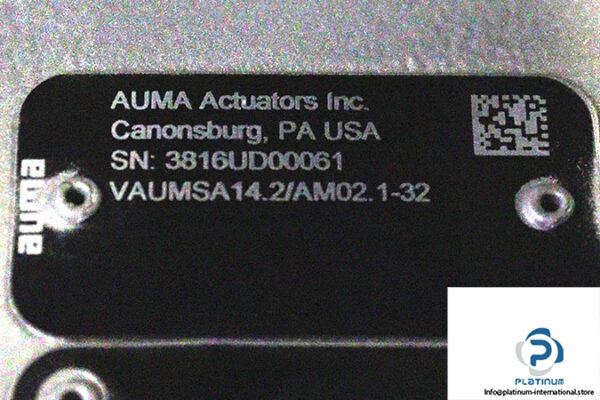 AUMA Actuators Inc.
Canonsburg, PA USA
SN: 3816UD00061
VAUMSA14.2/AM02.1-32
auma
PLATINUM
Info@platinum-international.store